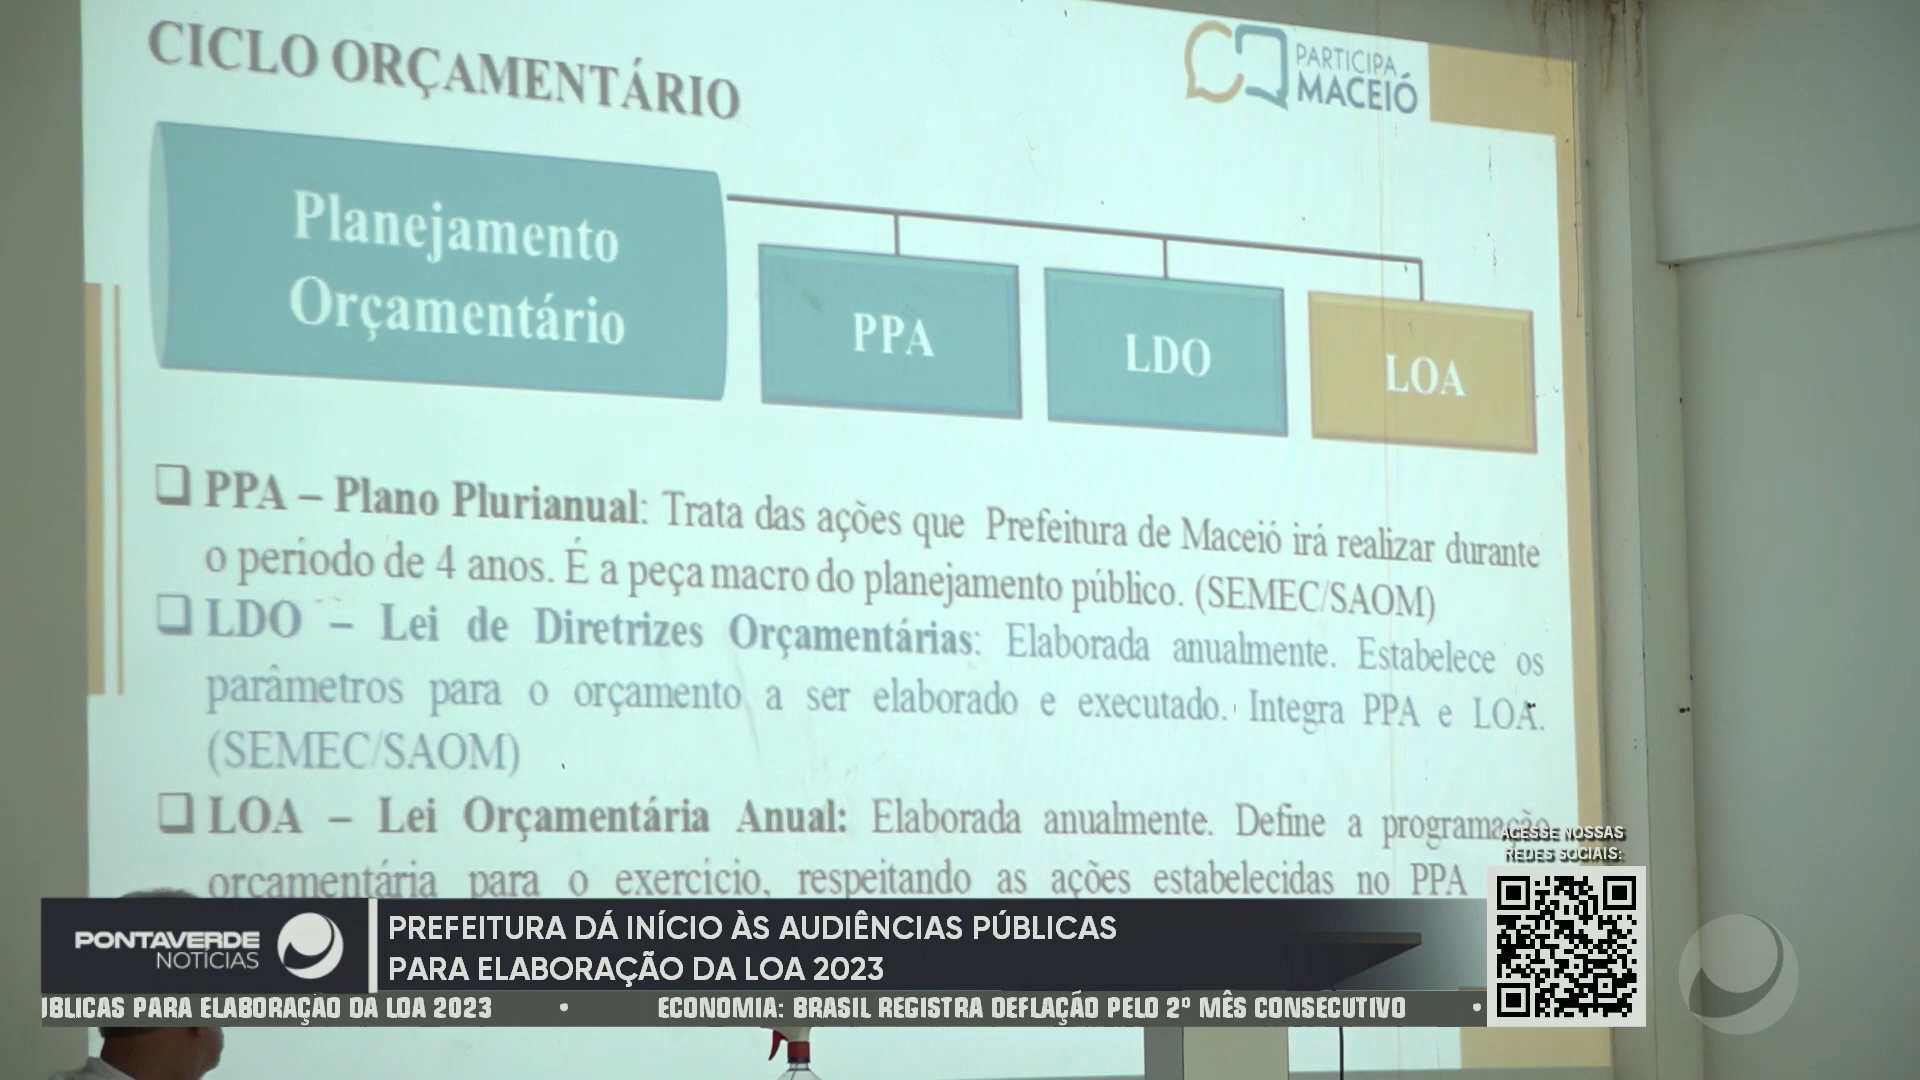 CICLO ORÇAMENTÁRIO
PARTICIPA
MACEIÓ
Planejamento
Orçamentário
PPA
LDO
LOA
❑ PPA – Plano Plurianual: Trata das ações que Prefeitura de Maceió irá realizar durante
o período de 4 anos. É a peça macro do planejamento público. (SEMEC/SAOM)
❑ LDO – Lei de Diretrizes Orçamentárias: Elaborada anualmente. Estabelece os
parâmetros para o orçamento a ser elaborado e executado. Integra PPA e LOA.
(SEMEC/SAOM)
❑ LOA – Lei Orçamentária Anual: Elaborada anualmente. Define a programação
orçamentária para o exercício, respeitando as ações estabelecidas no PPA
ACESSE NOSSAS
REDES SOCIAIS:
PONTAVERDE
NOTÍCIAS
PREFEITURA DÁ INÍCIO ÀS AUDIÊNCIAS PÚBLICAS
PARA ELABORAÇÃO DA LOA 2023
ÚBLICAS PARA ELABORAÇÃO DA LOA 2023 • ECONOMIA: BRASIL REGISTRA DEFLAÇÃO PELO 2º MÊS CONSECUTIVO •